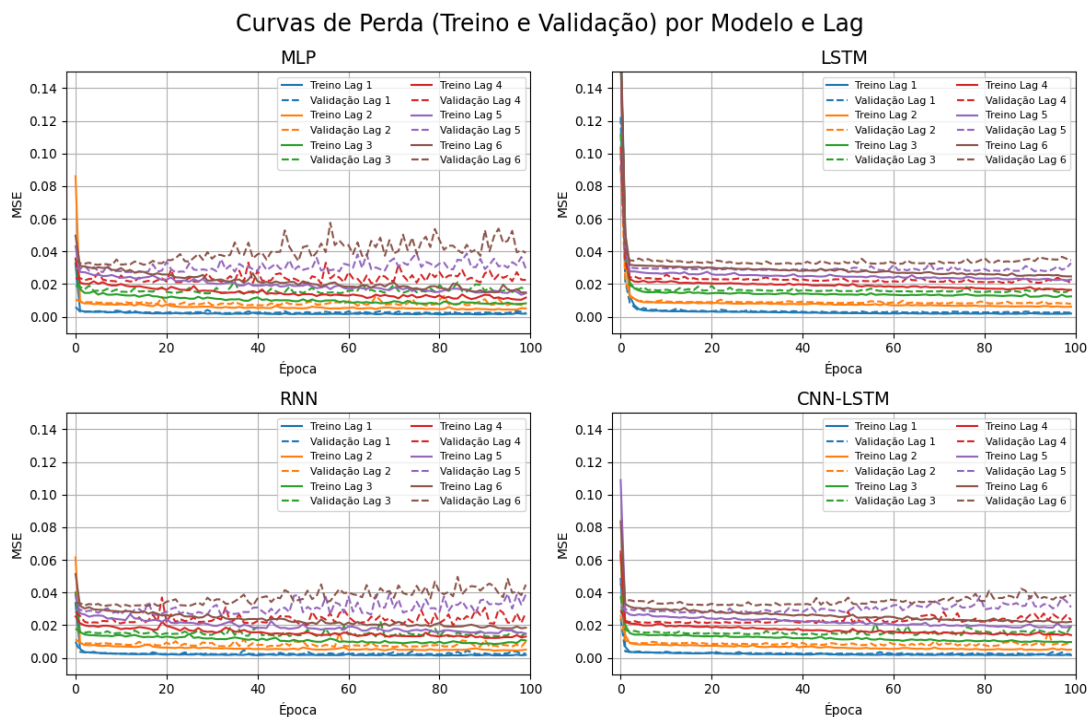 Curvas de Perda (Treino e Validação) por Modelo e Lag
MLP
0.14
0.12
0.10
0.08
0.06
0.04
0.02
0.00
MSE
0 20 40 60 80 100
Época
Treino Lag 1 Treino Lag 4
Validação Lag 1 Validação Lag 4
Treino Lag 2 Treino Lag 5
Validação Lag 2 Validação Lag 5
Treino Lag 3 Treino Lag 6
Validação Lag 3 Validação Lag 6
LSTM
0.14
0.12
0.10
0.08
0.06
0.04
0.02
0.00
MSE
0 20 40 60 80 100
Época
Treino Lag 1 Treino Lag 4
Validação Lag 1 Validação Lag 4
Treino Lag 2 Treino Lag 5
Validação Lag 2 Validação Lag 5
Treino Lag 3 Treino Lag 6
Validação Lag 3 Validação Lag 6
RNN
0.14
0.12
0.10
0.08
0.06
0.04
0.02
0.00
MSE
0 20 40 60 80 100
Época
Treino Lag 1 Treino Lag 4
Validação Lag 1 Validação Lag 4
Treino Lag 2 Treino Lag 5
Validação Lag 2 Validação Lag 5
Treino Lag 3 Treino Lag 6
Validação Lag 3 Validação Lag 6
CNN-LSTM
0.14
0.12
0.10
0.08
0.06
0.04
0.02
0.00
MSE
0 20 40 60 80 100
Época
Treino Lag 1 Treino Lag 4
Validação Lag 1 Validação Lag 4
Treino Lag 2 Treino Lag 5
Validação Lag 2 Validação Lag 5
Treino Lag 3 Treino Lag 6
Validação Lag 3 Validação Lag 6